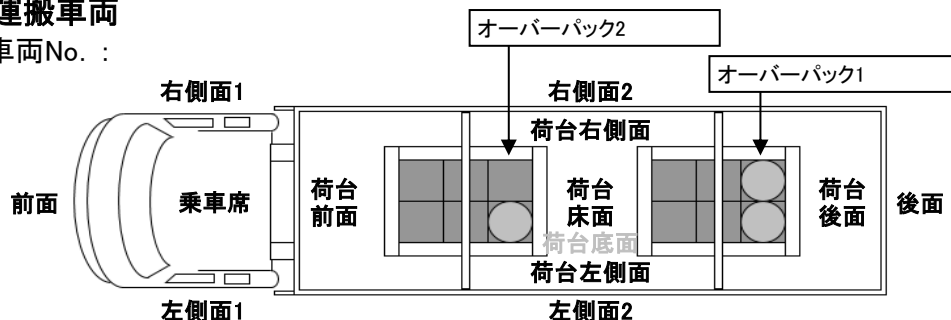 運搬車両
車両No. :
オーバーパック2
オーバーパック1
右側面1
右側面2
荷台右側面
前面
乗車席
荷台
前面
荷台
床面
荷台
後面
後面
荷台底面
荷台左側面
左側面1
左側面2